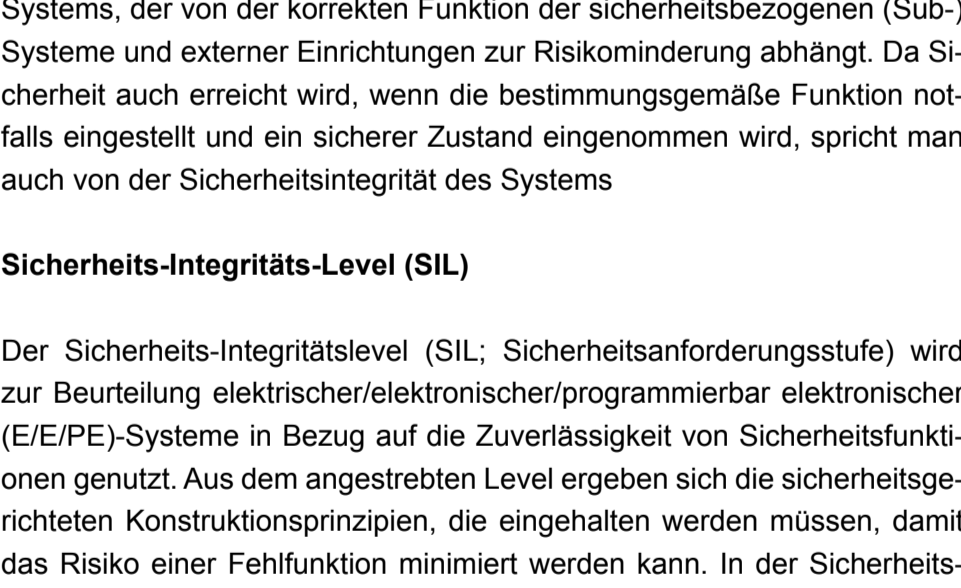 Systems, der von der korrekten Funktion der sicherheitsbezogenen (Sub-)
Systeme und externer Einrichtungen zur Risikominderung abhängt. Da Si-
cherheit auch erreicht wird, wenn die bestimmungsgemäße Funktion not-
falls eingestellt und ein sicherer Zustand eingenommen wird, spricht man
auch von der Sicherheitsintegrität des Systems
Sicherheits-Integritäts-Level (SIL)
Der Sicherheits-Integritätslevel (SIL; Sicherheitsanforderungsstufe) wird
zur Beurteilung elektrischer/elektronischer/programmierbar elektronischer
(E/E/PE)-Systeme in Bezug auf die Zuverlässigkeit von Sicherheitsfunkti-
onen genutzt. Aus dem angestrebten Level ergeben sich die sicherheitsge-
richteten Konstruktionsprinzipien, die eingehalten werden müssen, damit
das Risiko einer Fehlfunktion minimiert werden kann. In der Sicherheits-